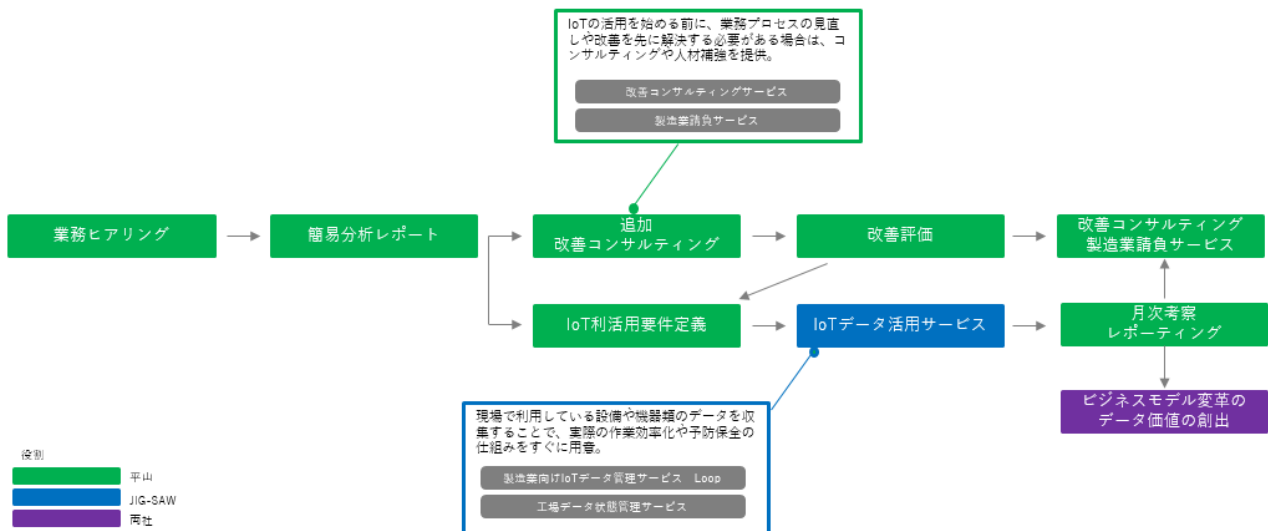 IoTの活用を始める前に、業務プロセスの見直
しや改善を先に解決する必要がある場合は、コ
ンサルティングや人材補強を提供。
改善コンサルティングサービス
製造業請負サービス
業務ヒアリング
簡易分析レポート
追加
改善コンサルティング
改善評価
改善コンサルティング
製造業請負サービス
IoT利活用要件定義
IoTデータ活用サービス
月次考察
レポーティング
ビジネスモデル変革の
データ価値の創出
現場で利用している設備や機器類のデータを収
集することで、実際の作業効率化や予防保全の
仕組みをすぐに用意。
製造業向けIoTデータ管理サービス Loop
工場データ状態管理サービス
役割
平山
JIG-SAW
両社